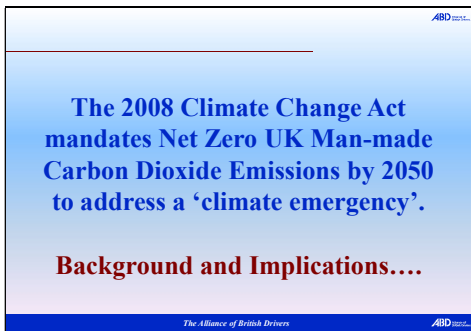 ABD
The 2008 Climate Change Act
mandates Net Zero UK Man-made
Carbon Dioxide Emissions by 2050
to address a ‘climate emergency’.
Background and Implications….
The Alliance of British Drivers
ABD